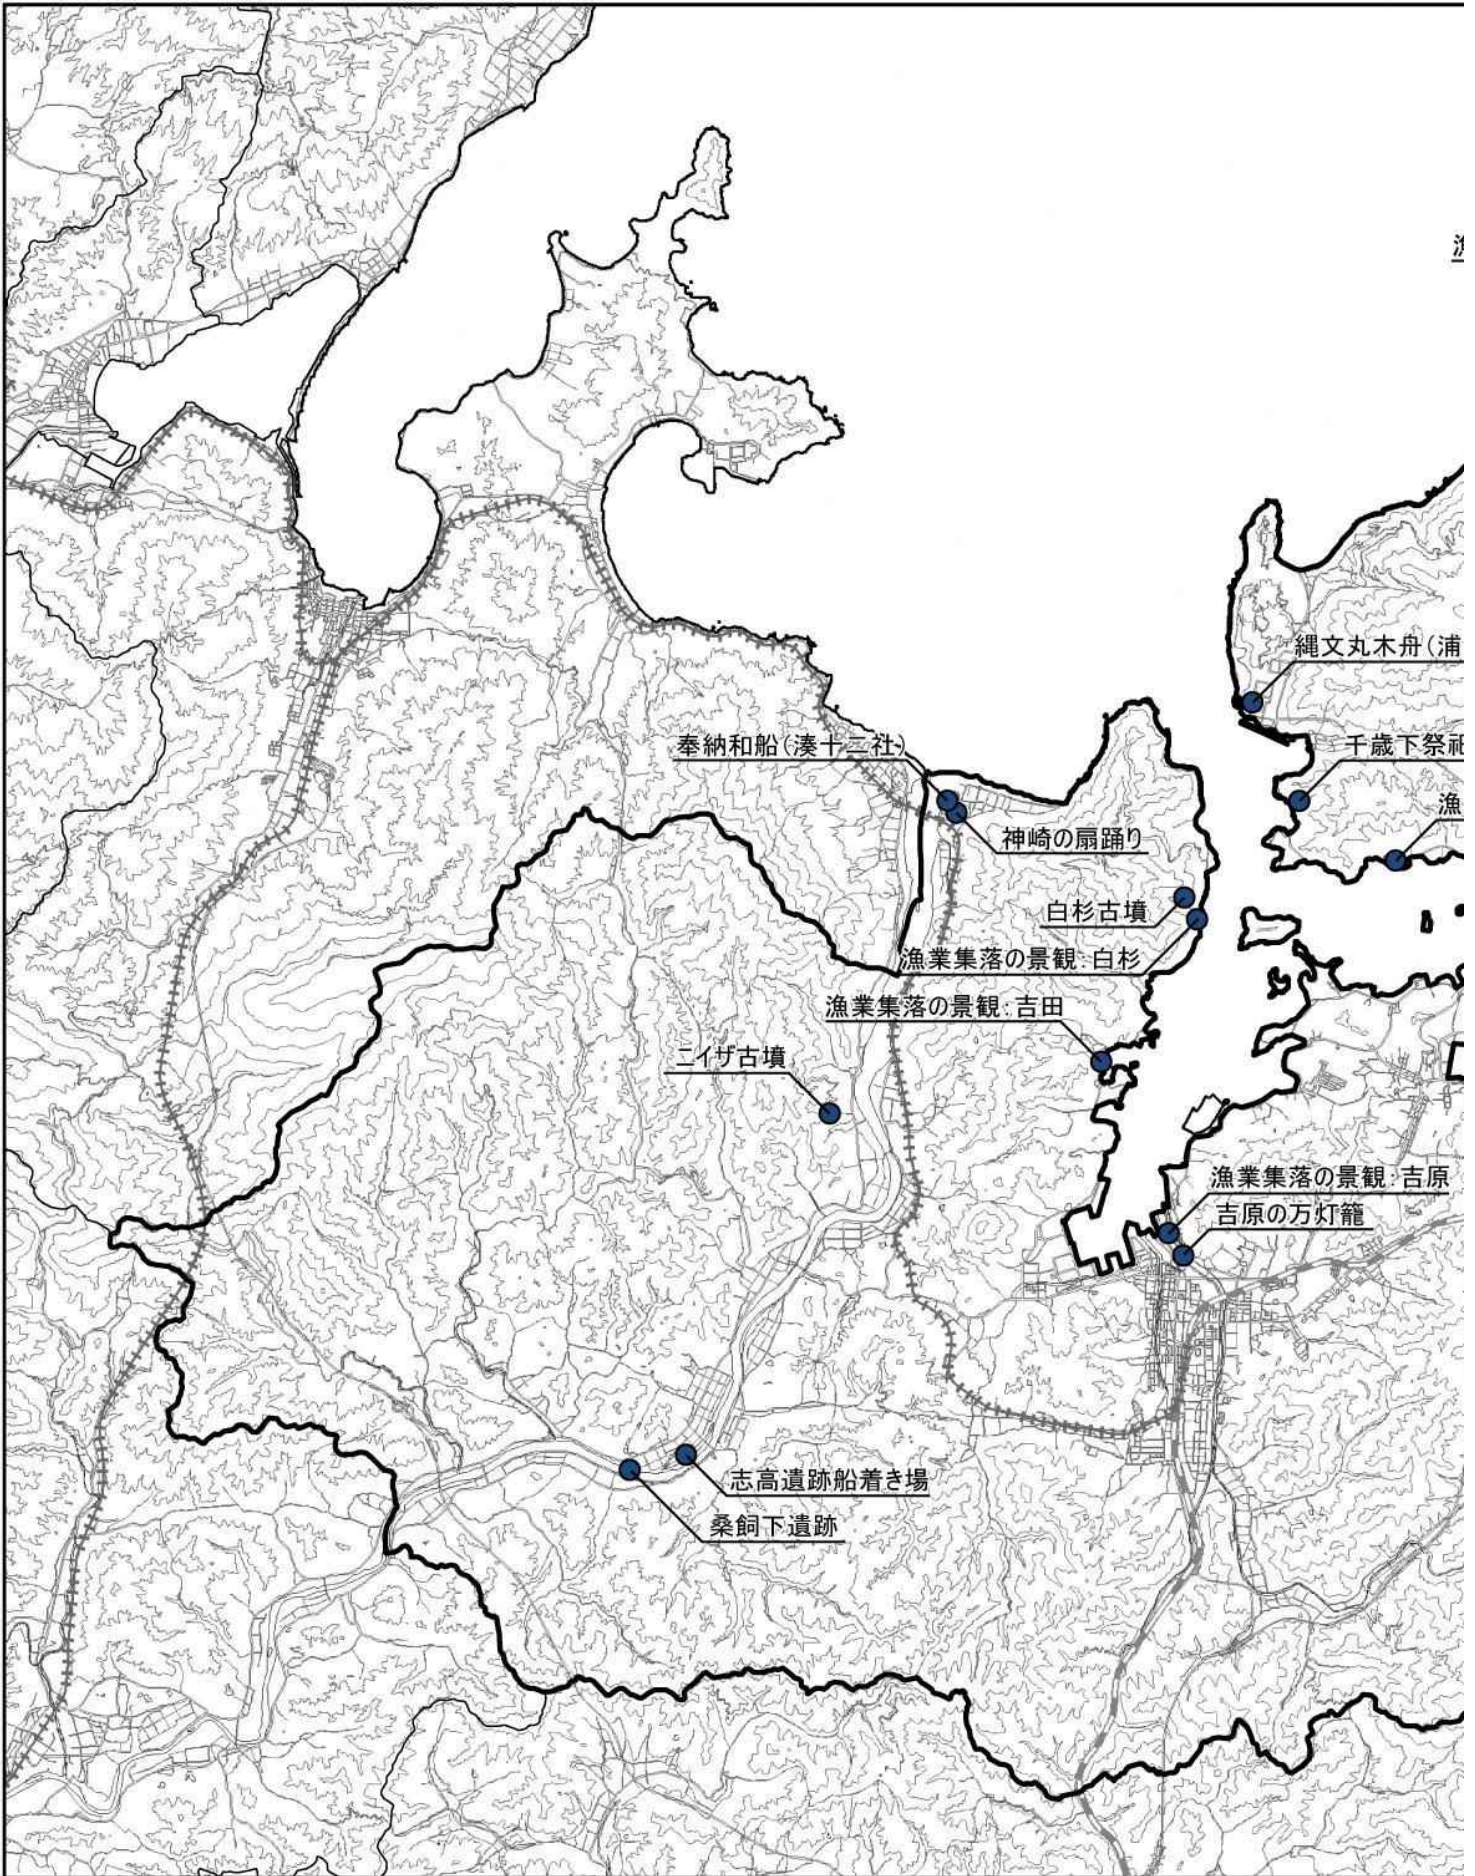 漁
縄文丸木舟（浦
奉納和船（湊十二社）
千歳下祭祀
漁
神崎の扇踊り
白杉古墳
漁業集落の景観：白杉
漁業集落の景観：吉田
ニイザ古墳
漁業集落の景観：吉原
吉原の万灯籠
志高遺跡船着き場
桑飼下遺跡